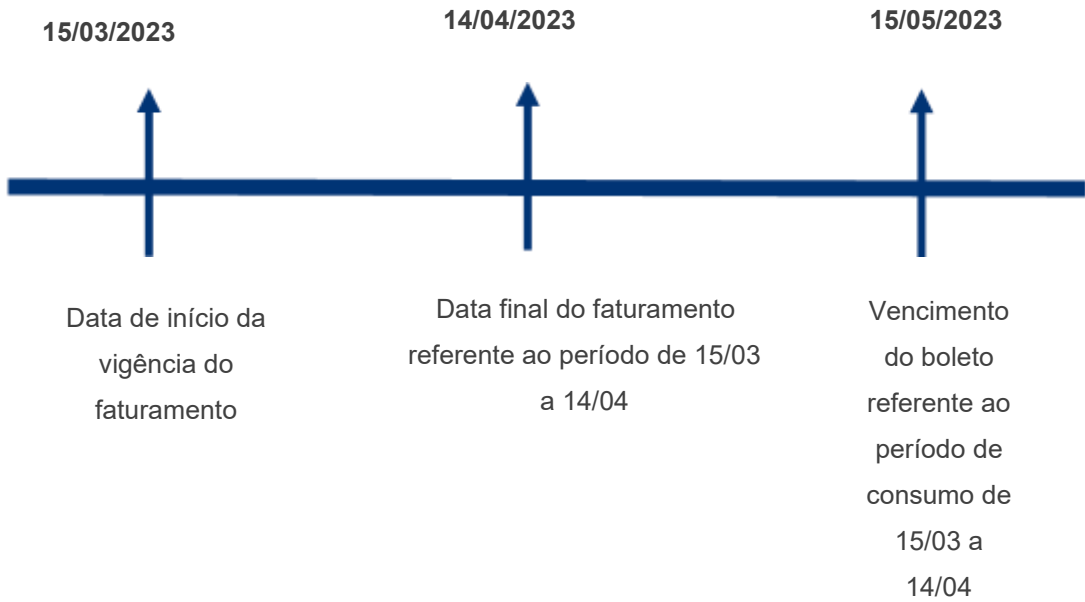 15/03/2023
14/04/2023
15/05/2023
Data de início da
vigência do
faturamento
Data final do faturamento
referente ao período de 15/03
a 14/04
Vencimento
do boleto
referente ao
período de
consumo de
15/03 a
14/04